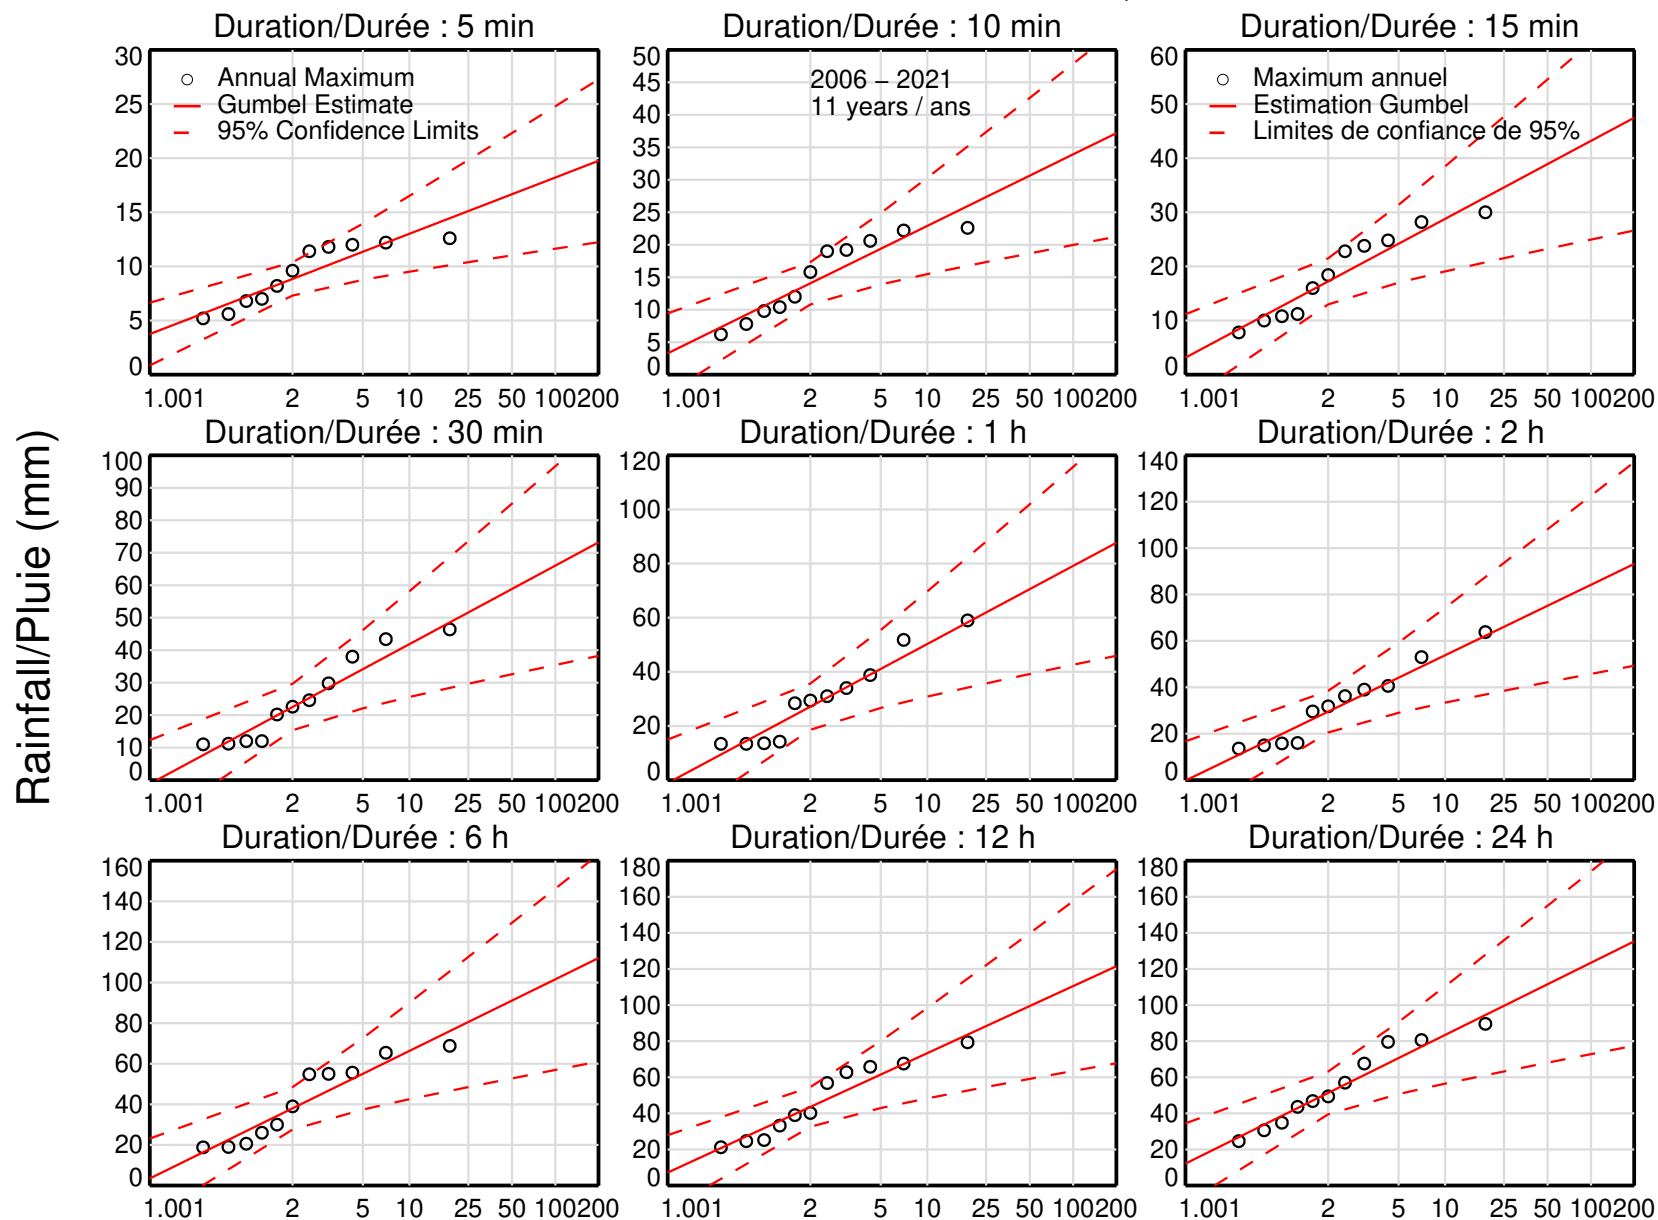 Duration/Durée : 5 min
30
25
20
15
10
5
0
Annual Maximum
Gumbel Estimate
95% Confidence Limits
1.001 2 5 10 25 50 100200
Duration/Durée : 10 min
50
45
40
35
30
25
20
15
10
5
0
2006 – 2021
11 years / ans
1.001 2 5 10 25 50 100200
Duration/Durée : 15 min
60
50
40
30
20
10
0
Maximum annuel
Estimation Gumbel
Limites de confiance de 95%
1.001 2 5 10 25 50 100200
Rainfall/Pluie (mm)
Duration/Durée : 30 min
100
90
80
70
60
50
40
30
20
10
0
1.001 2 5 10 25 50 100200
Duration/Durée : 1 h
120
100
80
60
40
20
0
1.001 2 5 10 25 50 100200
Duration/Durée : 2 h
140
120
100
80
60
40
20
0
1.001 2 5 10 25 50 100200
Duration/Durée : 6 h
160
140
120
100
80
60
40
20
0
1.001 2 5 10 25 50 100200
Duration/Durée : 12 h
180
160
140
120
100
80
60
40
20
0
1.001 2 5 10 25 50 100200
Duration/Durée : 24 h
180
160
140
120
100
80
60
40
20
0
1.001 2 5 10 25 50 100200